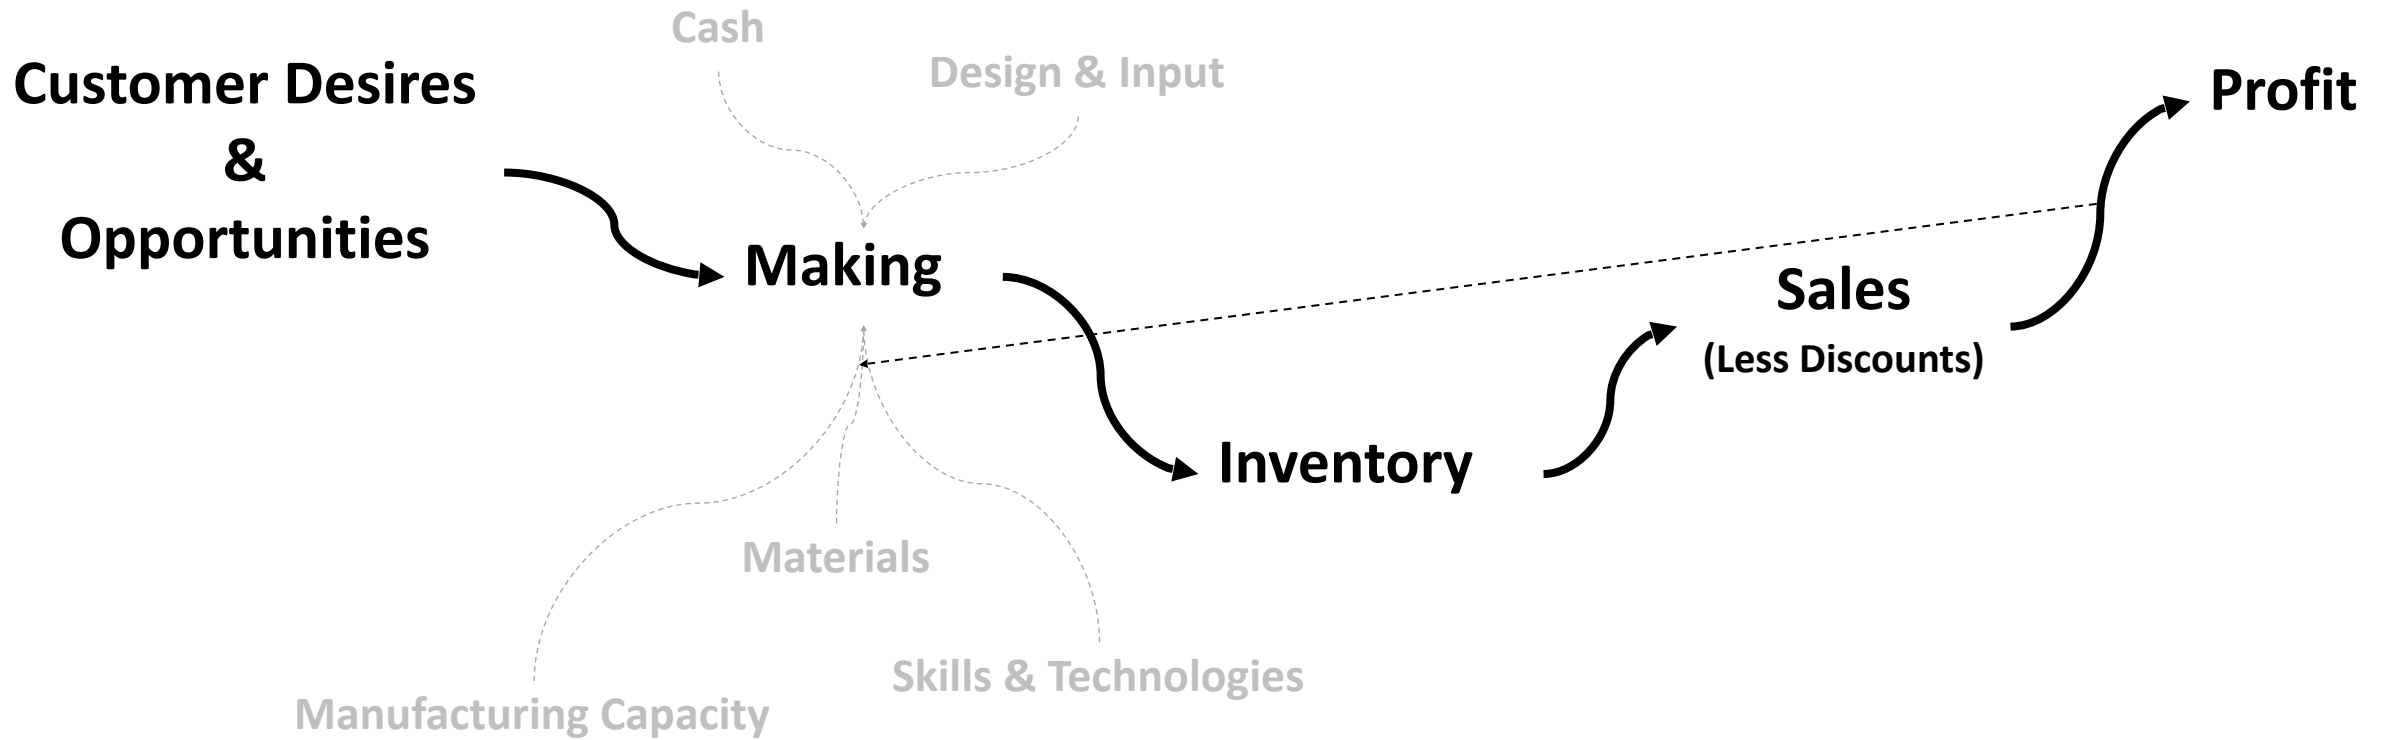 Cash
Design & Input
Customer Desires
&
Opportunities
Profit
Making
Sales
(Less Discounts)
Inventory
Materials
Skills & Technologies
Manufacturing Capacity